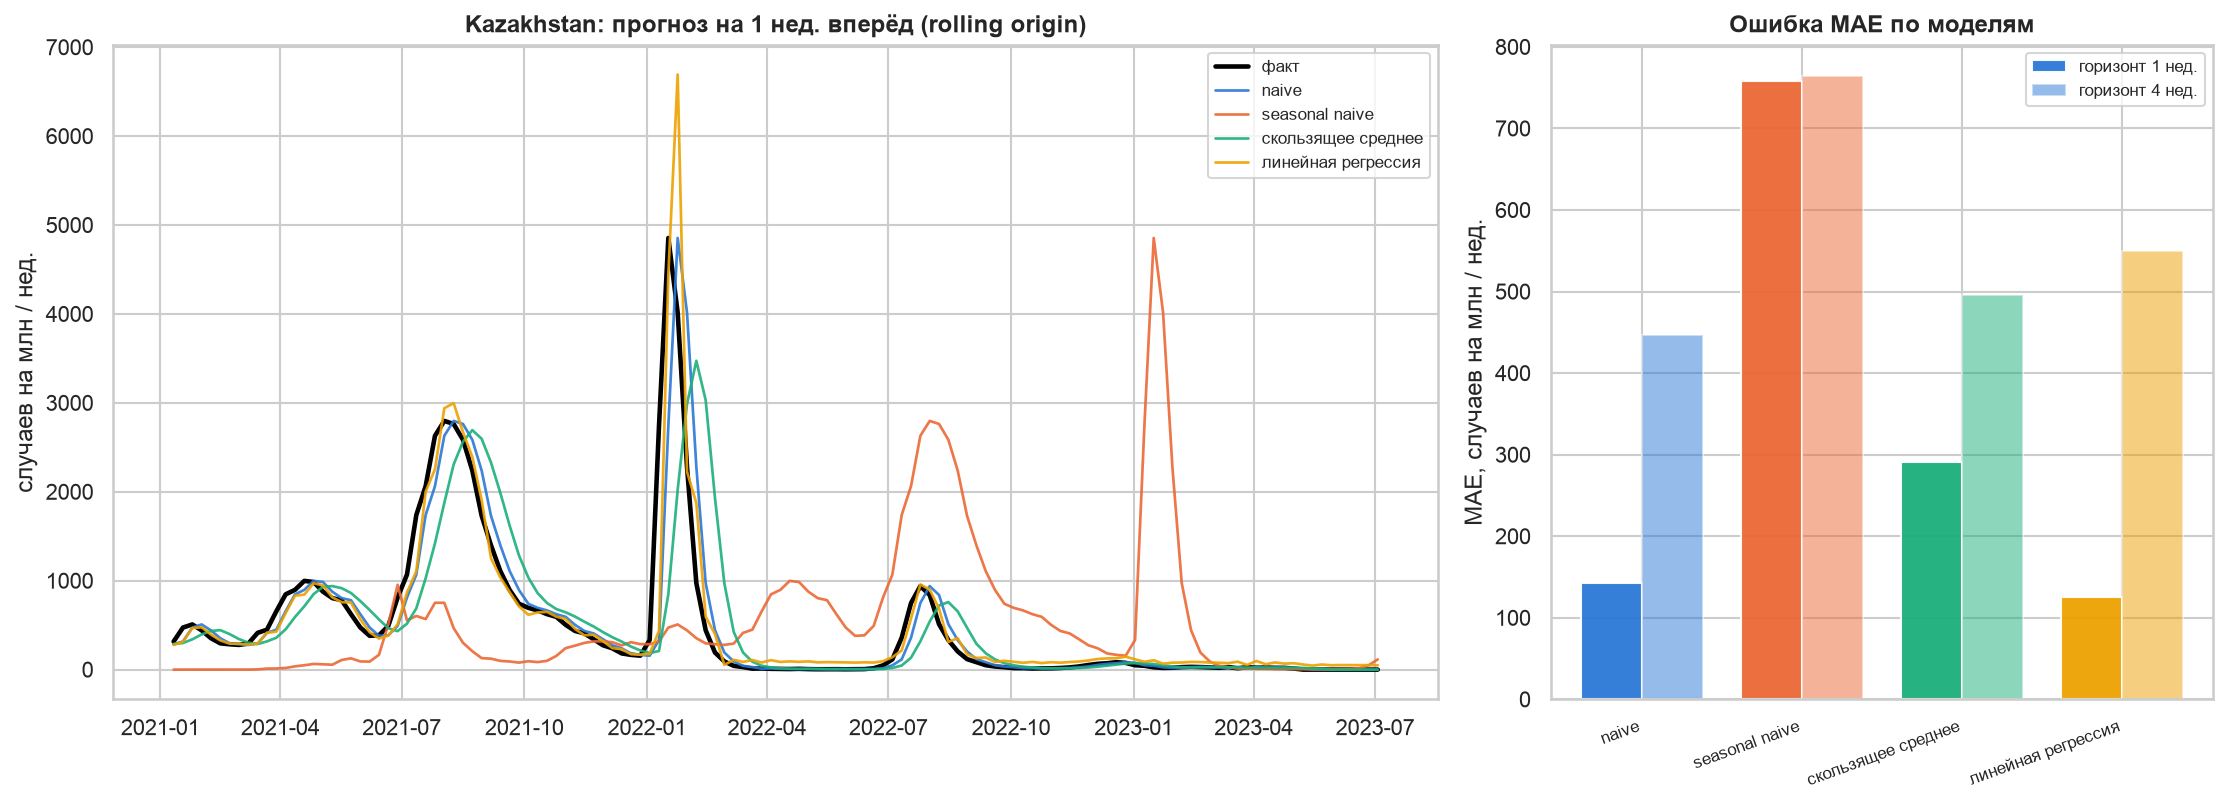 Kazakhstan: прогноз на 1 нед. вперёд (rolling origin)
случаев на млн / нед.
7000
6000
5000
4000
3000
2000
1000
0
факт
naive
seasonal naive
скользящее среднее
линейная регрессия
2021-01
2021-04
2021-07
2021-10
2022-01
2022-04
2022-07
2022-10
2023-01
2023-04
2023-07
Ошибка MAE по моделям
MAE, случаев на млн / нед.
800
700
600
500
400
300
200
100
0
горизонт 1 нед.
горизонт 4 нед.
naive
seasonal naive
скользящее среднее
линейная регрессия